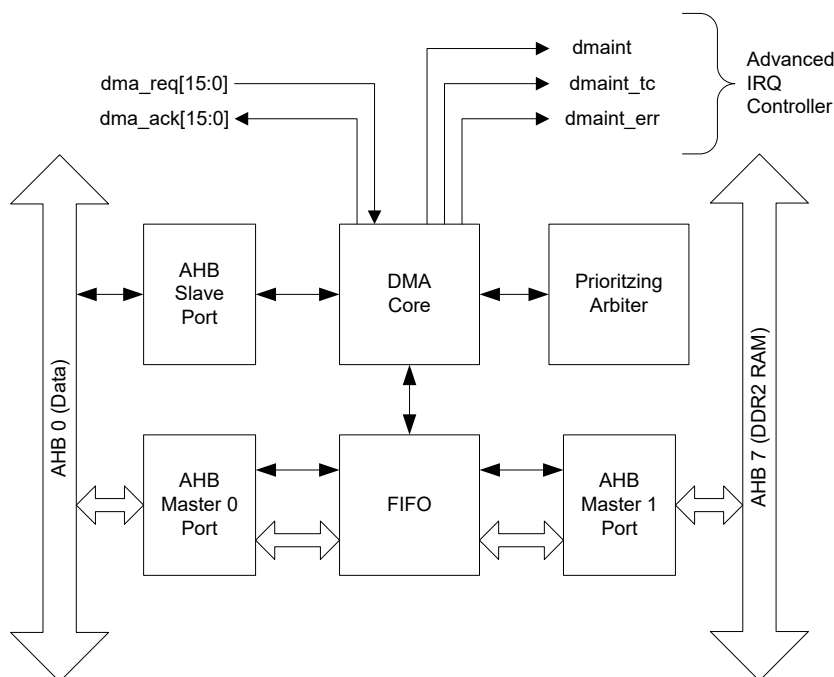 dmaint
dma_req[15:0]
dmaint_tc
dma_ack[15:0]
dmaint_err
Advanced
IRQ
Controller
AHB
Slave
Port
DMA
Core
Prioritzing
Arbiter
AHB 0 (Data)
AHB
Master 0
Port
FIFO
AHB
Master 1
Port
AHB 7 (DDR2 RAM)